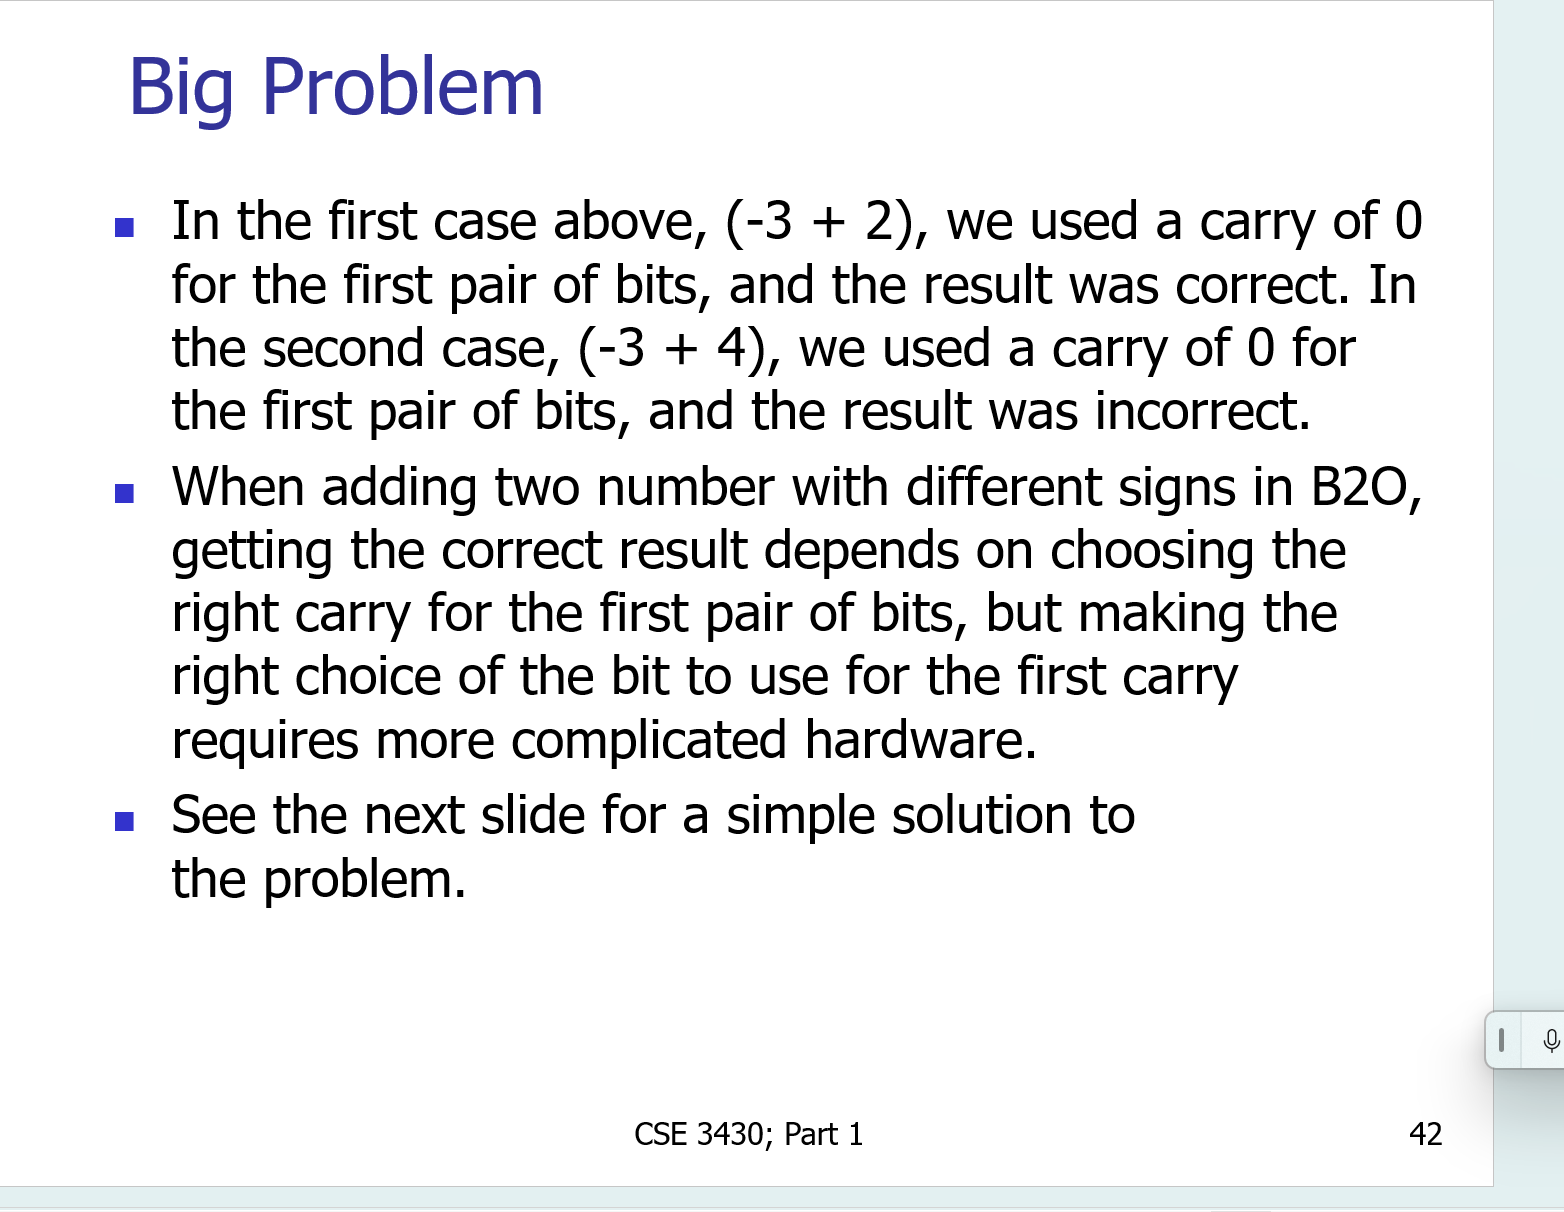 Big Problem
In the first case above, (-3 + 2), we used a carry of 0
for the first pair of bits, and the result was correct. In
the second case, (-3 + 4), we used a carry of 0 for
the first pair of bits, and the result was incorrect.
When adding two number with different signs in B2O,
getting the correct result depends on choosing the
right carry for the first pair of bits, but making the
right choice of the bit to use for the first carry
requires more complicated hardware.
See the next slide for a simple solution to
the problem.
CSE 3430; Part 1
42